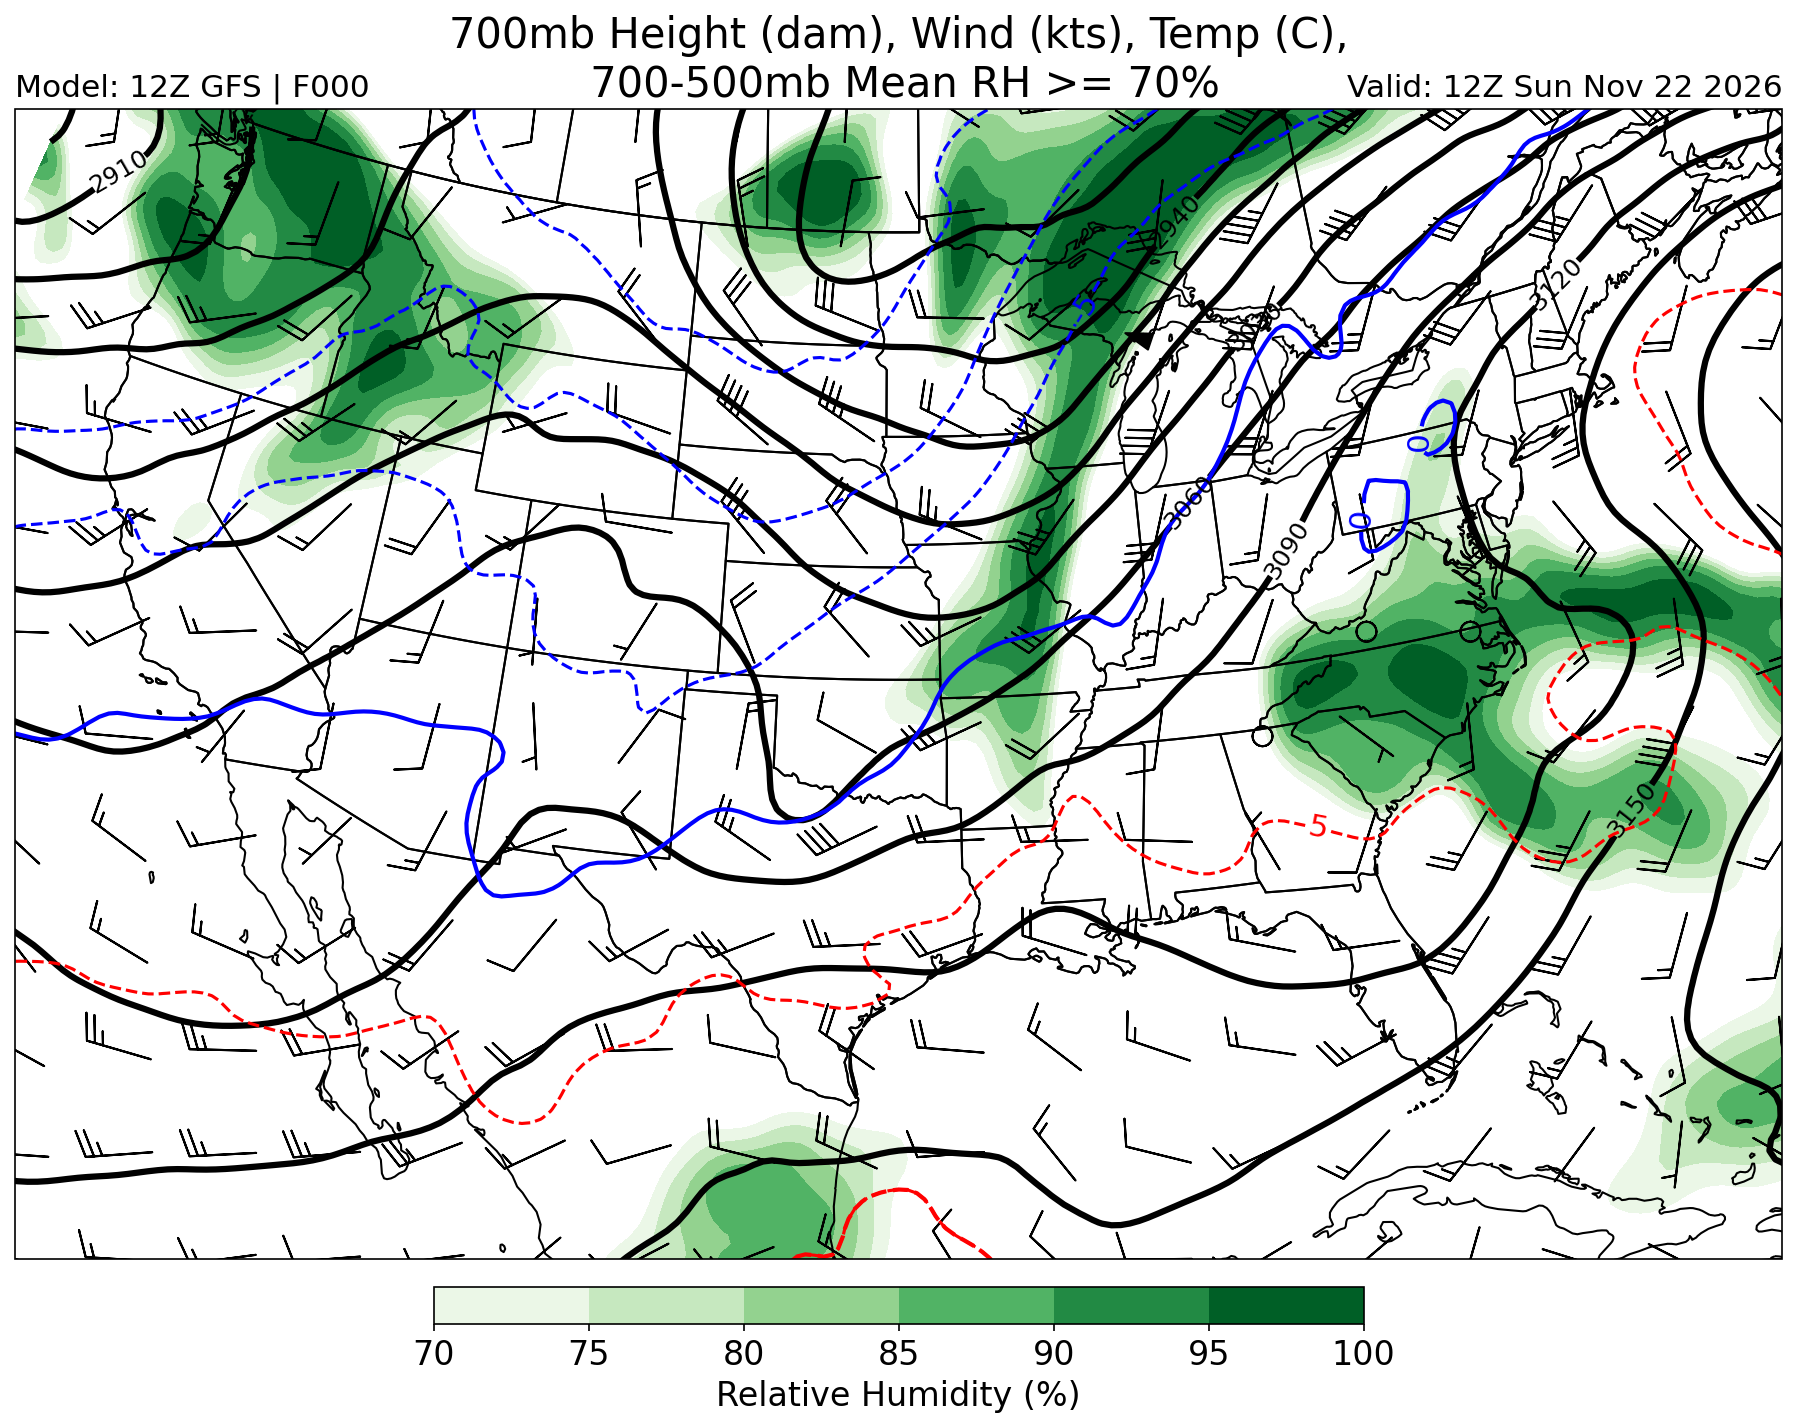 700mb Height (dam), Wind (kts), Temp (C),
700-500mb Mean RH >= 70%
Model: 12Z GFS | F000
Valid: 12Z Sun Nov 22 2026
2910
2940
3120
-5
0
0
3060
3090
5
3150
70 75 80 85 90 95 100
Relative Humidity (%)